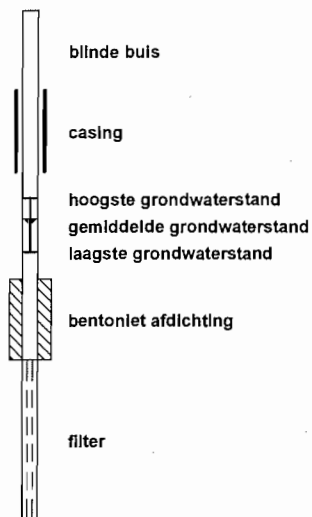 blinde buis
casing
hoogste grondwaterstand
gemiddelde grondwaterstand
laagste grondwaterstand
bentoniet afdichting
filter